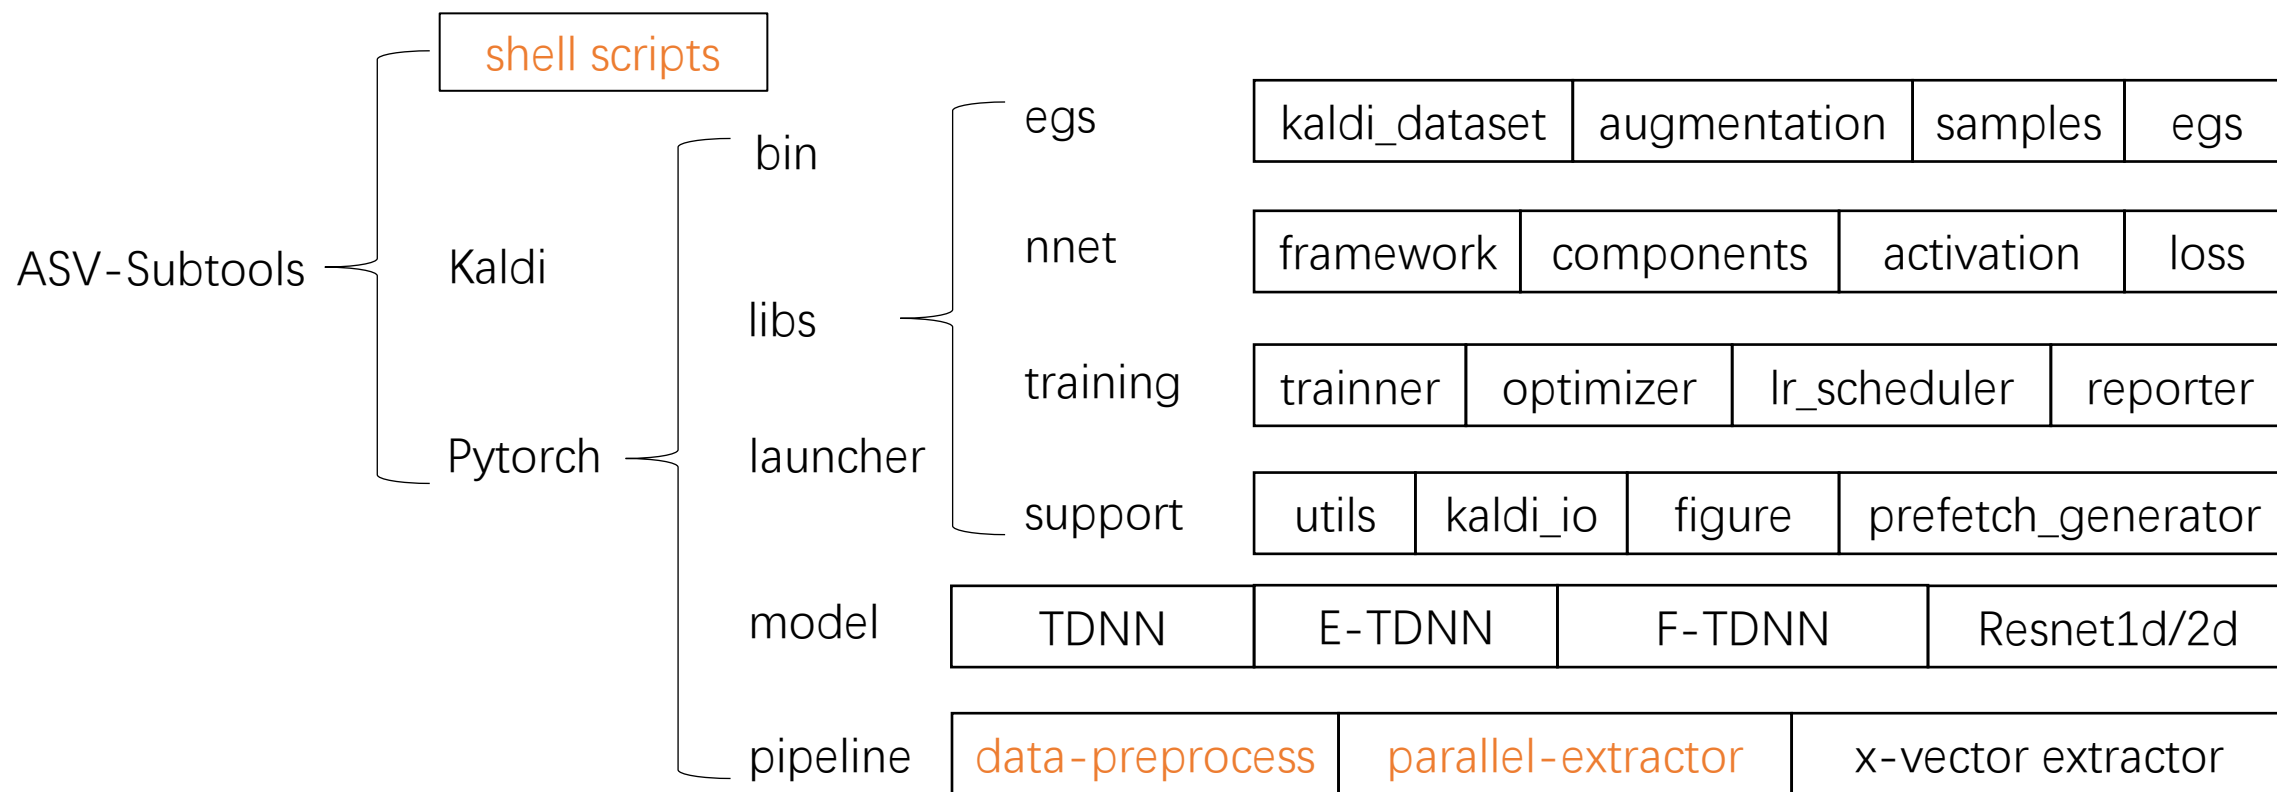 shell scripts
egs kaldi_dataset augmentation samples egs
bin
nnet framework components activation loss
ASV-Subtools Kaldi
libs
training trainner optimizer lr_scheduler reporter
Pytorch launcher
support utils kaldi_io figure prefetch_generator
model TDNN E-TDNN F-TDNN Resnet1d/2d
pipeline data-preprocess parallel-extractor x-vector extractor